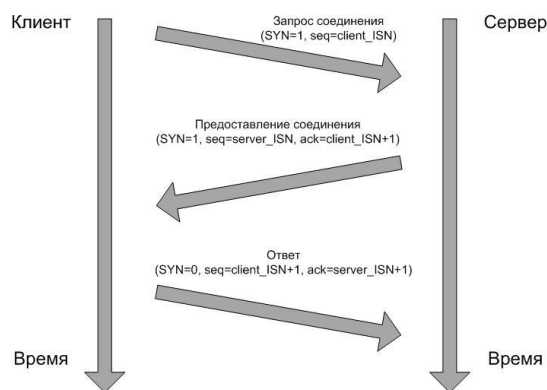 Клиент
Сервер
Запрос соединения
(SYN=1, seq=client_ISN)
Предоставление соединения
(SYN=1, seq=server_ISN, ack=client_ISN+1)
Ответ
(SYN=0, seq=client_ISN+1, ack=server_ISN+1)
Время
Время